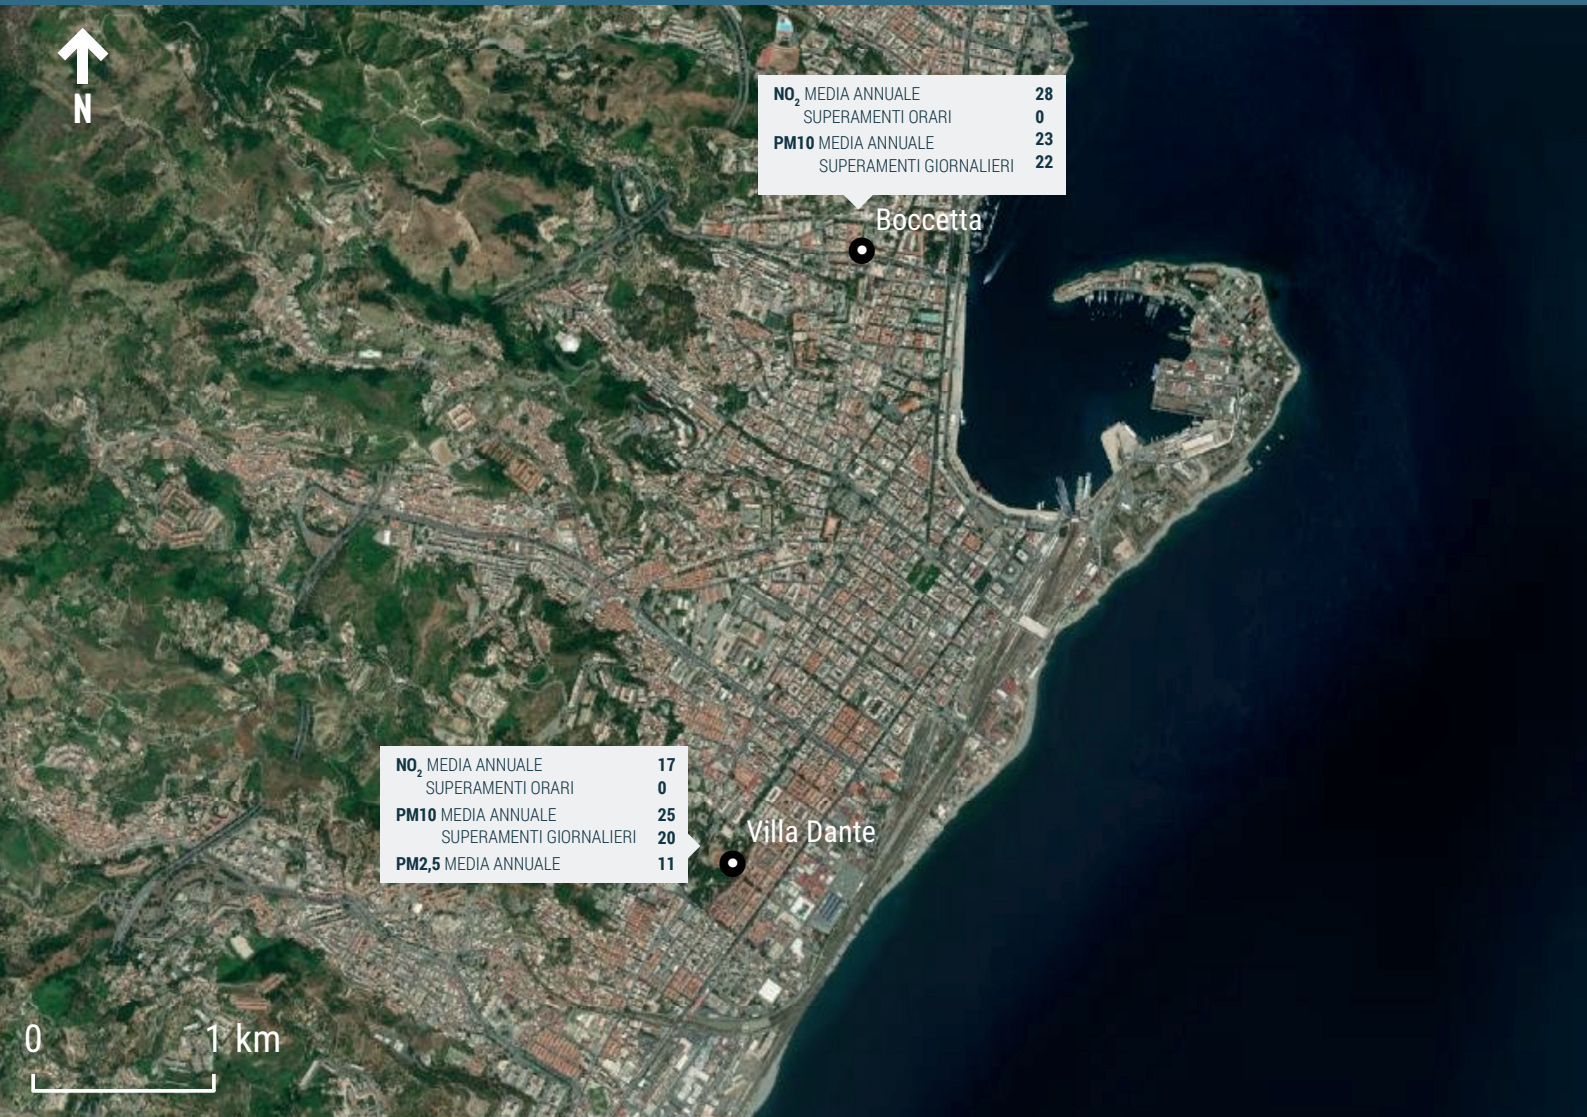 N
NO₂ MEDIA ANNUALE 28
SUPERAMENTI ORARI 0
PM10 MEDIA ANNUALE 23
SUPERAMENTI GIORNALIERI 22
Boccetta
NO₂ MEDIA ANNUALE 17
SUPERAMENTI ORARI 0
PM10 MEDIA ANNUALE 25
SUPERAMENTI GIORNALIERI 20
PM2,5 MEDIA ANNUALE 11
Villa Dante
0 1 km